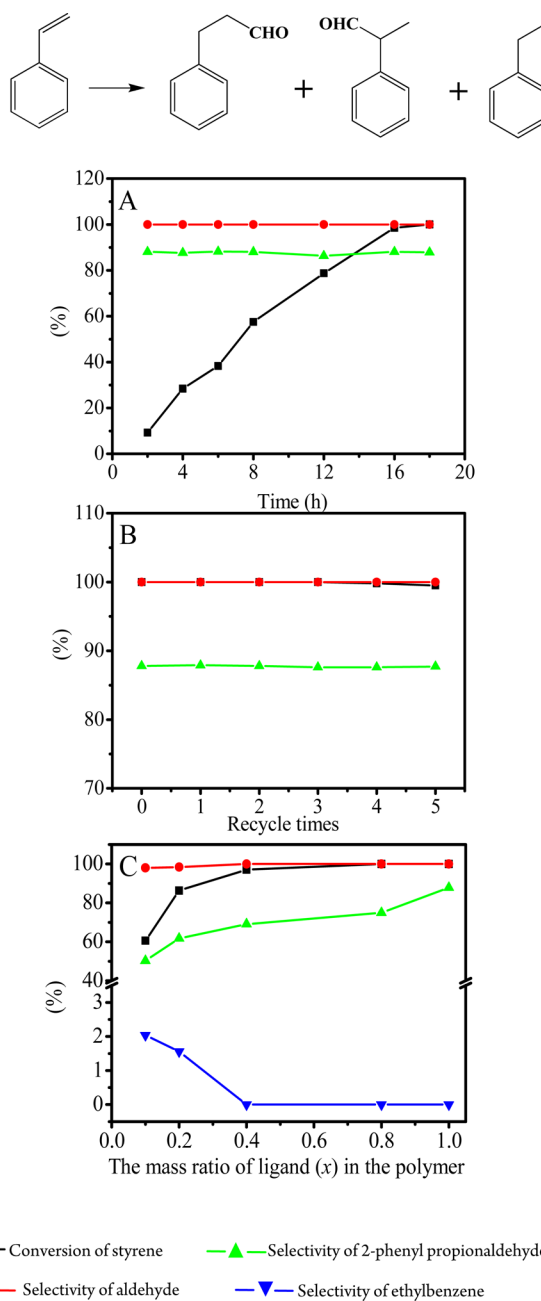 CHO
OHC
+
+
A
120
100
80
60
40
20
0
(%)
0 4 8 12 16 20
Time (h)
B
110
100
90
80
70
(%)
0 1 2 3 4 5
Recycle times
C
100
80
60
40
3
2
1
0
(%)
0.0 0.2 0.4 0.6 0.8 1.0
The mass ratio of ligand (x) in the polymer
Conversion of styrene
Selectivity of 2-phenyl propionaldehyde
Selectivity of aldehyde
Selectivity of ethylbenzene